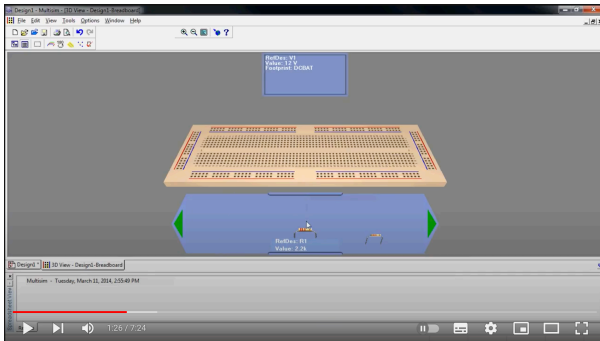 Design1 - Multisim - [3D View - Design1-Breadboard]
File Edit View Tools Options Window Help
RefDes: V1
Value: 12 V
Footprint: DCBAT
RefDes: R1
Value: 2.2k
Design1 * 3D View - Design1-Breadboard
Multisim - Tuesday, March 11, 2014, 2:55:49 PM
1:26 / 7:24